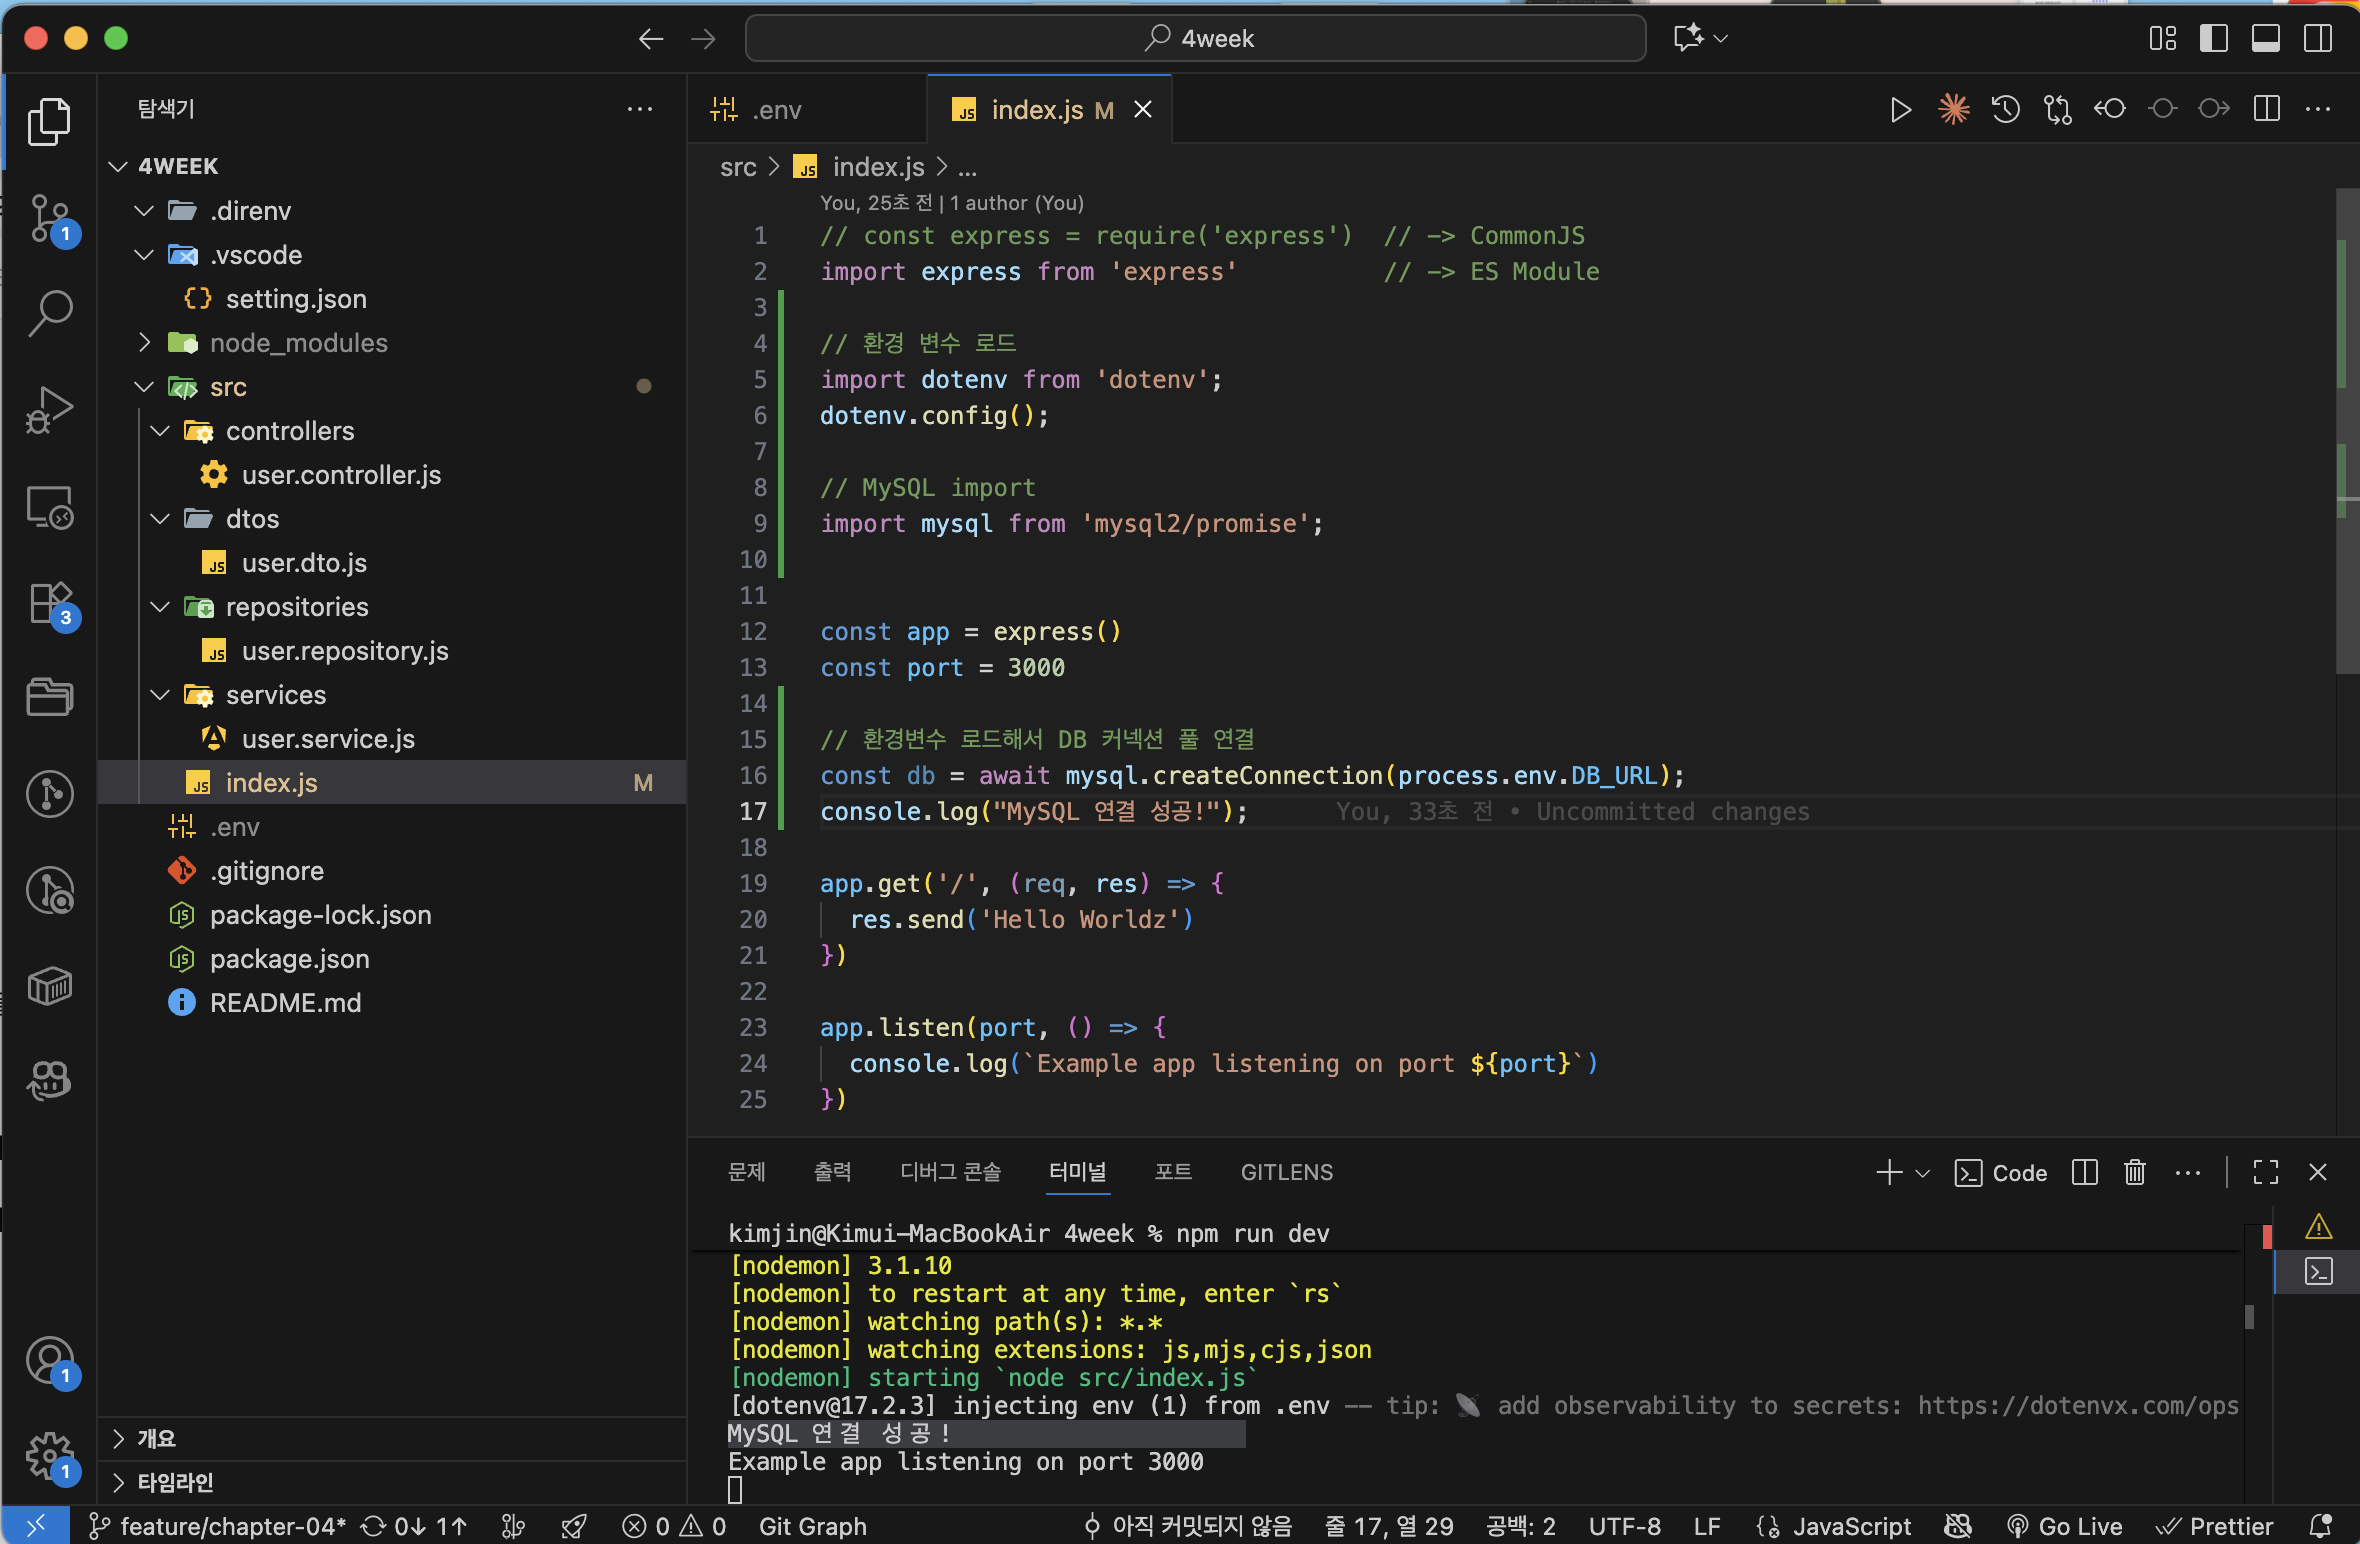 4week
탐색기
4WEEK
.direnv
.vscode
setting.json
node_modules
src
controllers
user.controller.js
dtos
user.dto.js
repositories
user.repository.js
services
user.service.js
index.js M
.env
.gitignore
package-lock.json
package.json
README.md
개요
타임라인
1
3
1
1
.env
index.js M
src > index.js > ...
You, 25초 전 | 1 author (You)
1 // const express = require('express') // -> CommonJS
2 import express from 'express' // -> ES Module
3
4 // 환경 변수 로드
5 import dotenv from 'dotenv';
6 dotenv.config();
7
8 // MySQL import
9 import mysql from 'mysql2/promise';
10
11
12 const app = express()
13 const port = 3000
14
15 // 환경변수 로드해서 DB 커넥션 풀 연결
16 const db = await mysql.createConnection(process.env.DB_URL);
17 console.log("MySQL 연결 성공!"); You, 33초 전 • Uncommitted changes
18
19 app.get('/', (req, res) => {
20 res.send('Hello Worldz')
21 })
22
23 app.listen(port, () => {
24 console.log(`Example app listening on port ${port}`)
25 })
문제 출력 디버그 콘솔 터미널 포트 GITLENS
Code
kimjin@Kimui-MacBookAir 4week % npm run dev
[nodemon] 3.1.10
[nodemon] to restart at any time, enter `rs`
[nodemon] watching path(s): *.*
[nodemon] watching extensions: js,mjs,cjs,json
[nodemon] starting `node src/index.js`
[dotenv@17.2.3] injecting env (1) from .env -- tip: 📡 add observability to secrets: https://dotenvx.com/ops
MySQL 연결 성공!
Example app listening on port 3000
feature/chapter-04* 0↓ 1↑ 0 0 Git Graph 아직 커밋되지 않음 줄 17, 열 29 공백: 2 UTF-8 LF JavaScript Go Live Prettier